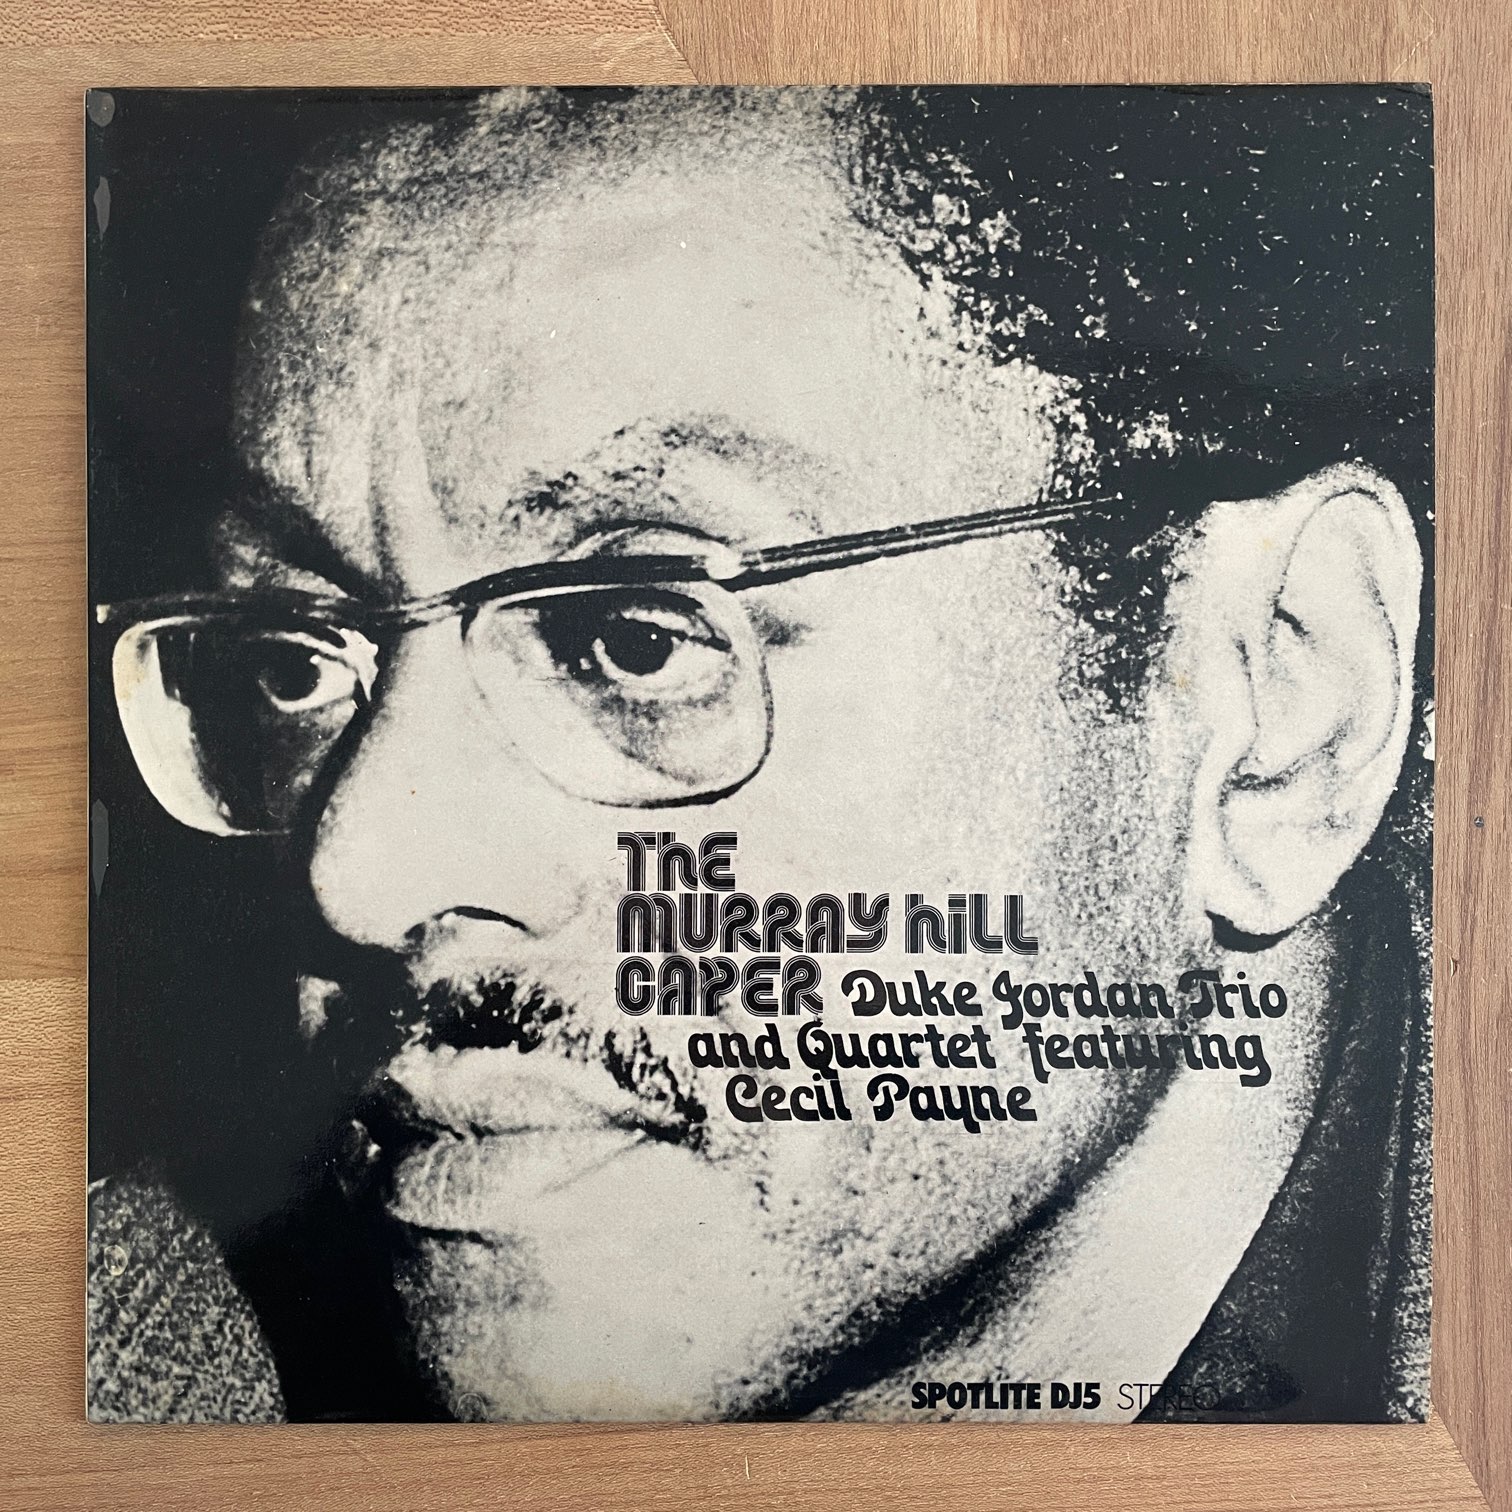 The
MURRAY hiLL
CAPER Duke Jordan Trio
and Quartet featuring
Cecil Payne
SPOTLITE DJ5 STEREO